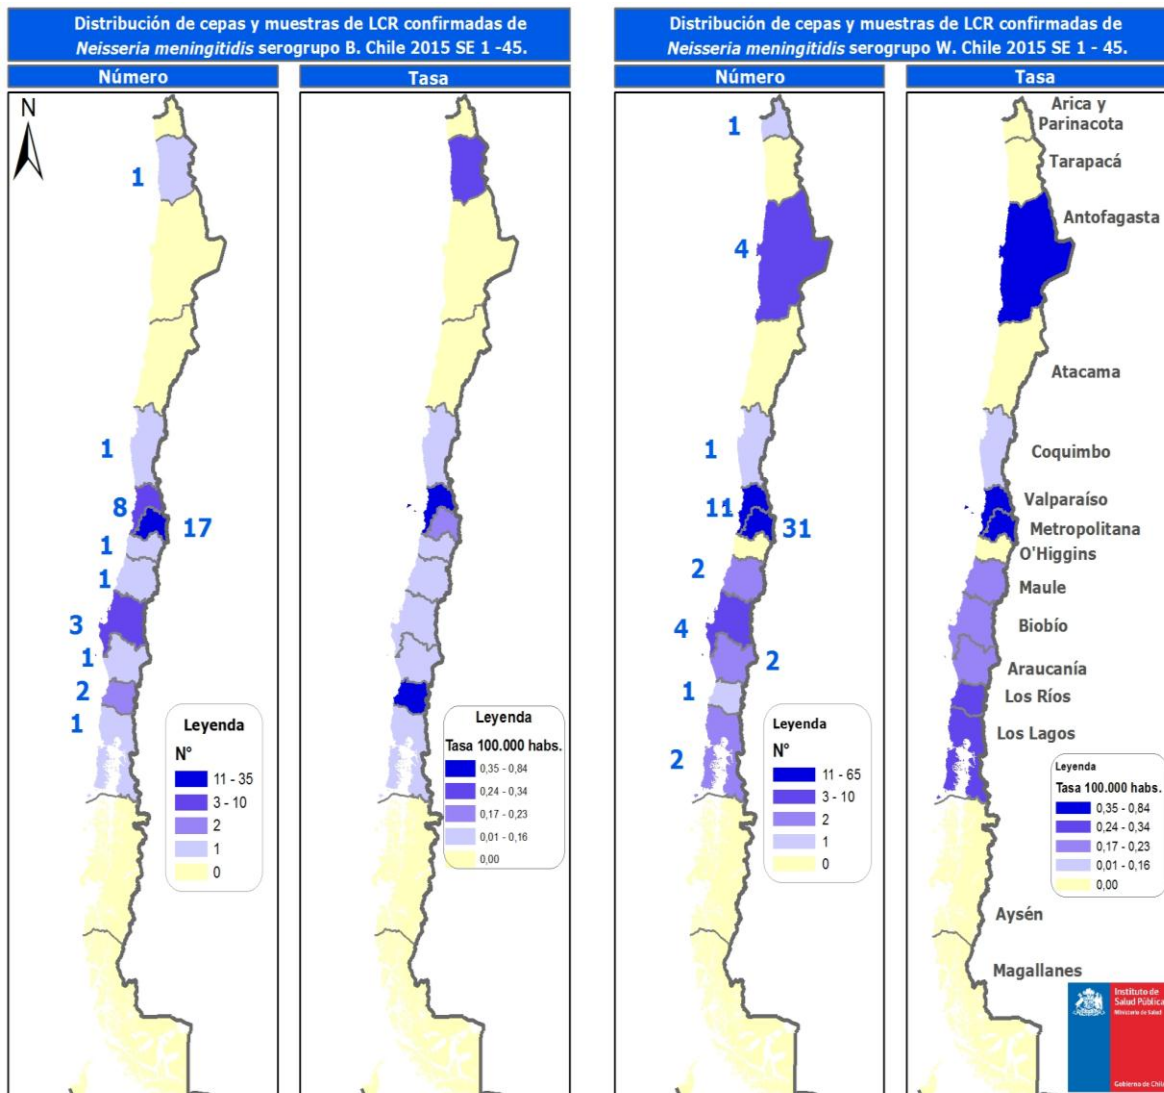 Distribución de cepas y muestras de LCR confirmadas de
Neisseria meningitidis serogrupo B. Chile 2015 SE 1 -45.
Número
Tasa
N
1
1
8
17
1
1
3
1
2
1
Leyenda
N°
11 - 35
3 - 10
2
1
0
Leyenda
Tasa 100.000 habs.
0,35 - 0,84
0,24 - 0,34
0,17 - 0,23
0,01 - 0,16
0,00
Distribución de cepas y muestras de LCR confirmadas de
Neisseria meningitidis serogrupo W. Chile 2015 SE 1 - 45.
Número
Tasa
1
4
1
11
31
2
4
2
1
2
Leyenda
N°
11 - 65
3 - 10
2
1
0
Arica y
Parinacota
Tarapacá
Antofagasta
Atacama
Coquimbo
Valparaíso
Metropolitana
O'Higgins
Maule
Biobío
Araucanía
Los Ríos
Los Lagos
Leyenda
Tasa 100.000 habs.
0,35 - 0,84
0,24 - 0,34
0,17 - 0,23
0,01 - 0,16
0,00
Aysén
Magallanes
Instituto de
Salud Pública
Ministerio de Salud
Gobierno de Chile